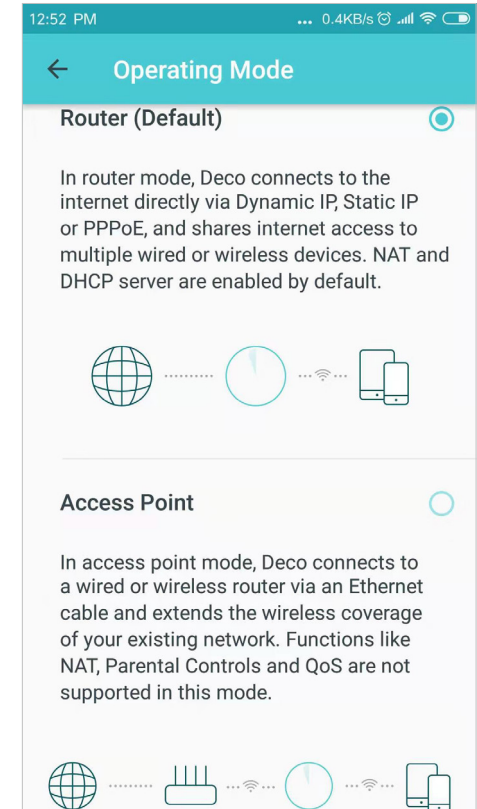 12:52 PM ... 0.4KB/s
Operating Mode
Router (Default)
In router mode, Deco connects to the
internet directly via Dynamic IP, Static IP
or PPPoE, and shares internet access to
multiple wired or wireless devices. NAT and
DHCP server are enabled by default.
Access Point
In access point mode, Deco connects to
a wired or wireless router via an Ethernet
cable and extends the wireless coverage
of your existing network. Functions like
NAT, Parental Controls and QoS are not
supported in this mode.